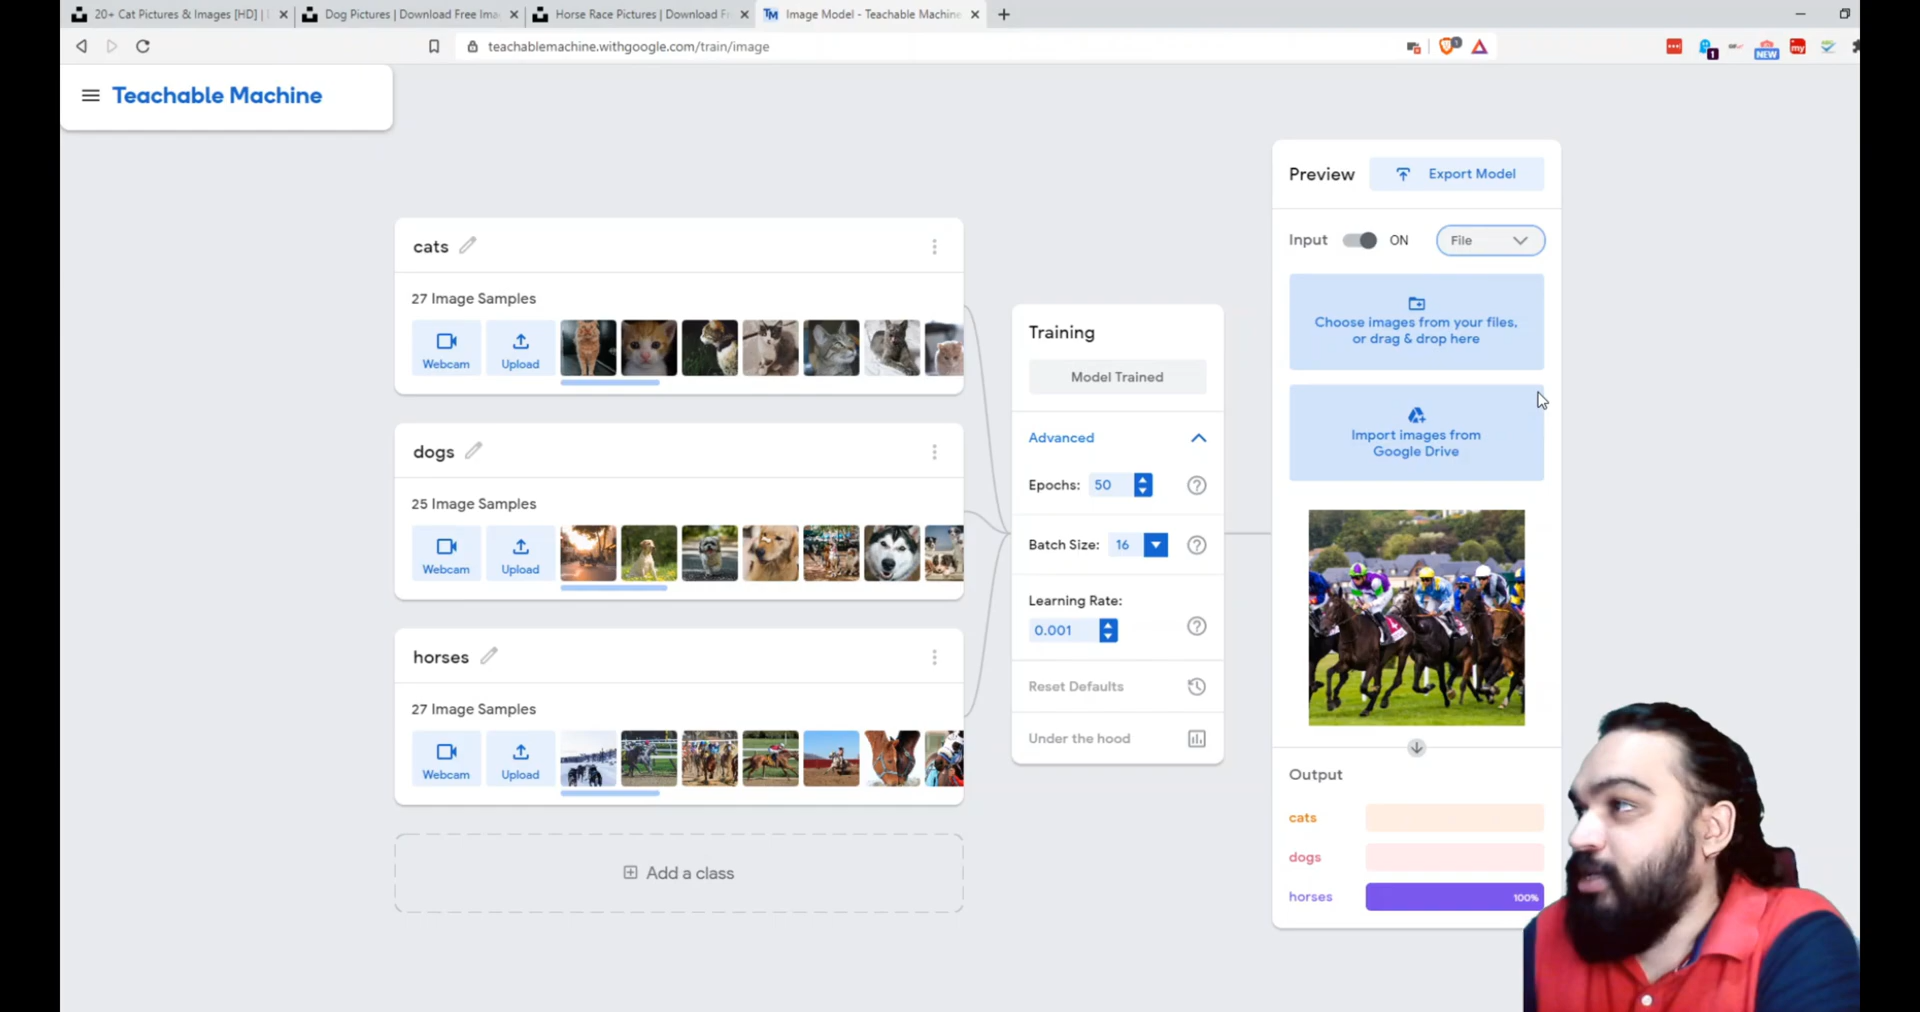 20+ Cat Pictures & Images [HD] |
Dog Pictures | Download Free Ima
Horse Race Pictures | Download F
TM Image Model - Teachable Machine
teachablemachine.withgoogle.com/train/image
1
1
NEW
my
Teachable Machine
cats
27 Image Samples
Webcam
Upload
dogs
25 Image Samples
Webcam
Upload
horses
27 Image Samples
Webcam
Upload
Add a class
Training
Model Trained
Advanced
Epochs: 50
Batch Size: 16
Learning Rate:
0.001
Reset Defaults
Under the hood
Preview
Export Model
Input ON File
Choose images from your files,
or drag & drop here
Import images from
Google Drive
Output
cats
dogs
horses 100%